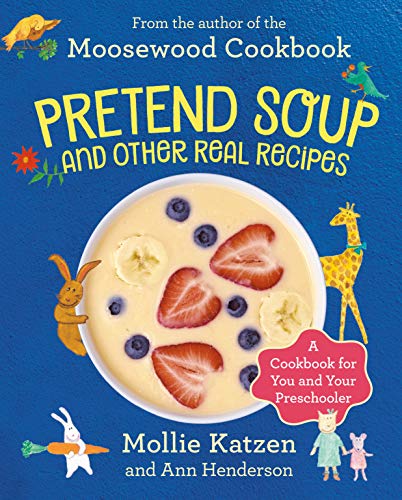 From the author of the
Moosewood Cookbook
PRETEND SOUP
AND OTHER REAL RECIPES
A
Cookbook for
You and Your
Preschooler
Mollie Katzen
and Ann Henderson